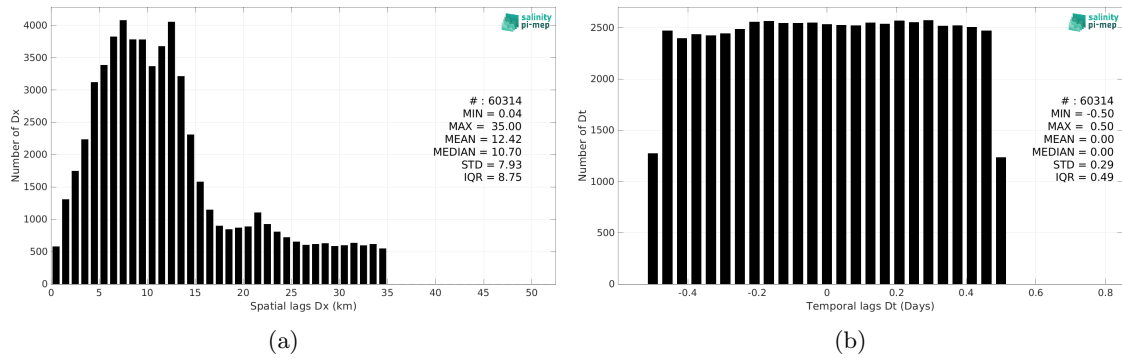 salinity
pi-mep
Number of Dx
4000
3500
3000
2500
2000
1500
1000
500
0
# : 60314
MIN = 0.04
MAX = 35.00
MEAN = 12.42
MEDIAN = 10.70
STD = 7.93
IQR = 8.75
0 5 10 15 20 25 30 35 40 45 50
Spatial lags Dx (km)
(a)
salinity
pi-mep
Number of Dt
2500
2000
1500
1000
500
0
# : 60314
MIN = -0.50
MAX = 0.50
MEAN = 0.00
MEDIAN = 0.00
STD = 0.29
IQR = 0.49
-0.4 -0.2 0 0.2 0.4 0.6 0.8
Temporal lags Dt (Days)
(b)